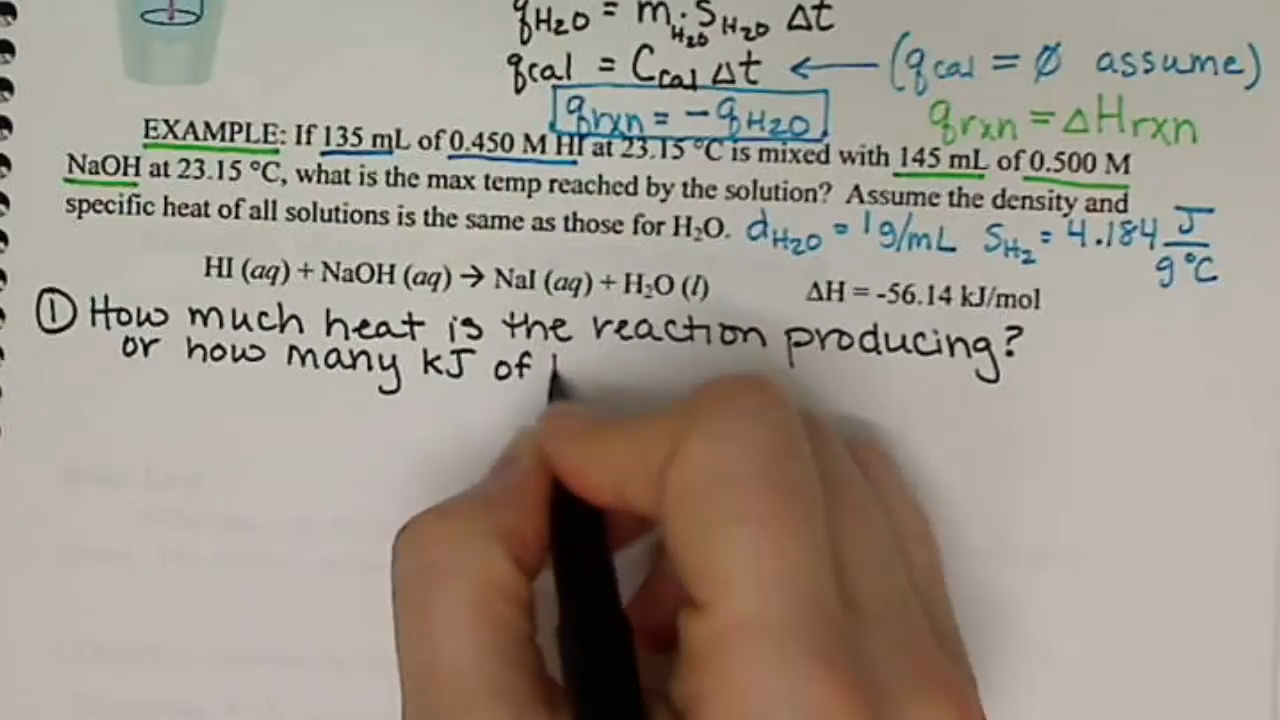 qH₂O = mH₂O·SH₂O Δt
qcal = Ccal Δt ← (qcal = ∅ assume)
qrxn = -qH₂O qrxn = ΔHrxn
EXAMPLE: If 135 mL of 0.450 M HI at 23.15 °C is mixed with 145 mL of 0.500 M
NaOH at 23.15 °C, what is the max temp reached by the solution? Assume the density and
specific heat of all solutions is the same as those for H₂O. dH₂O = 1g/mL SH₂ = 4.184 J/g°C
HI (aq) + NaOH (aq) → NaI (aq) + H₂O (l) ΔH = -56.14 kJ/mol
① How much heat is the reaction producing?
or how many kJ of